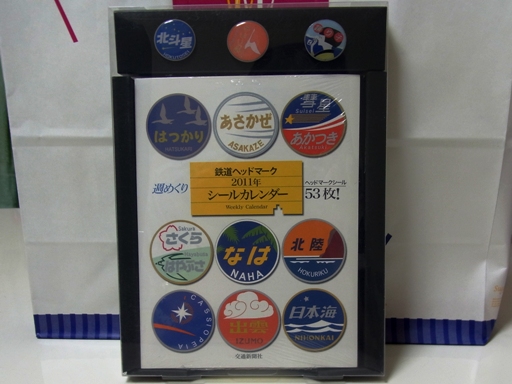 北斗星
はつかり
HATSUKARI
あさかぜ
ASAKAZE
彗星
Suisei
あかつき
AKATSUKI
鉄道ヘッドマーク
2011年
シールカレンダー
Weekly Calendar
週めくり
ヘッドマークシール
53枚!
Sakura
さくら
はやぶさ
なは
NAHA
北陸
HOKURIKU
CASSIOPEIA
出雲
IZUMO
日本海
NIHONKAI
交通新聞社